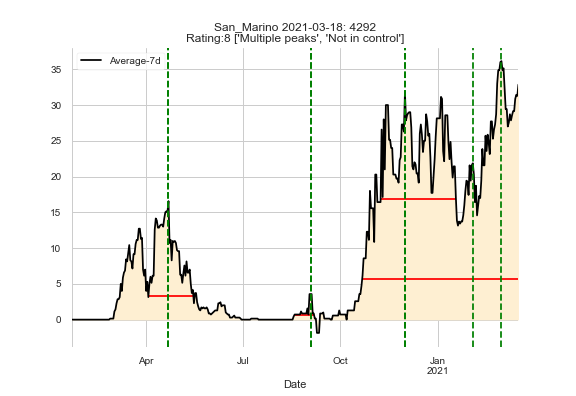 San_Marino 2021-03-18: 4292
Rating:8 ['Multiple peaks', 'Not in control']
Average-7d
35
30
25
20
15
10
5
0
Apr
Jul
Oct
Jan
2021
Date